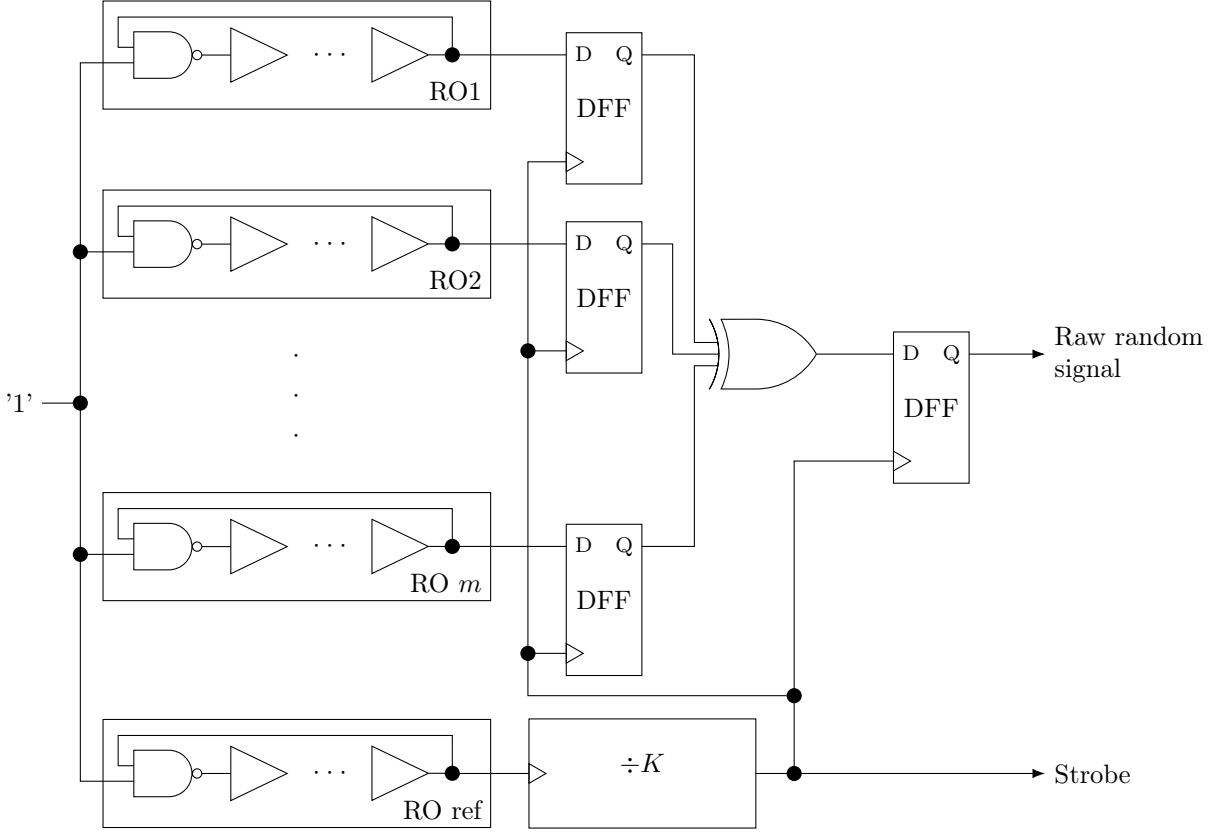 D Q
DFF
RO1
D Q
DFF
RO2
D Q
DFF
Raw random
signal
'1'
D Q
DFF
RO m
÷K
RO ref
Strobe